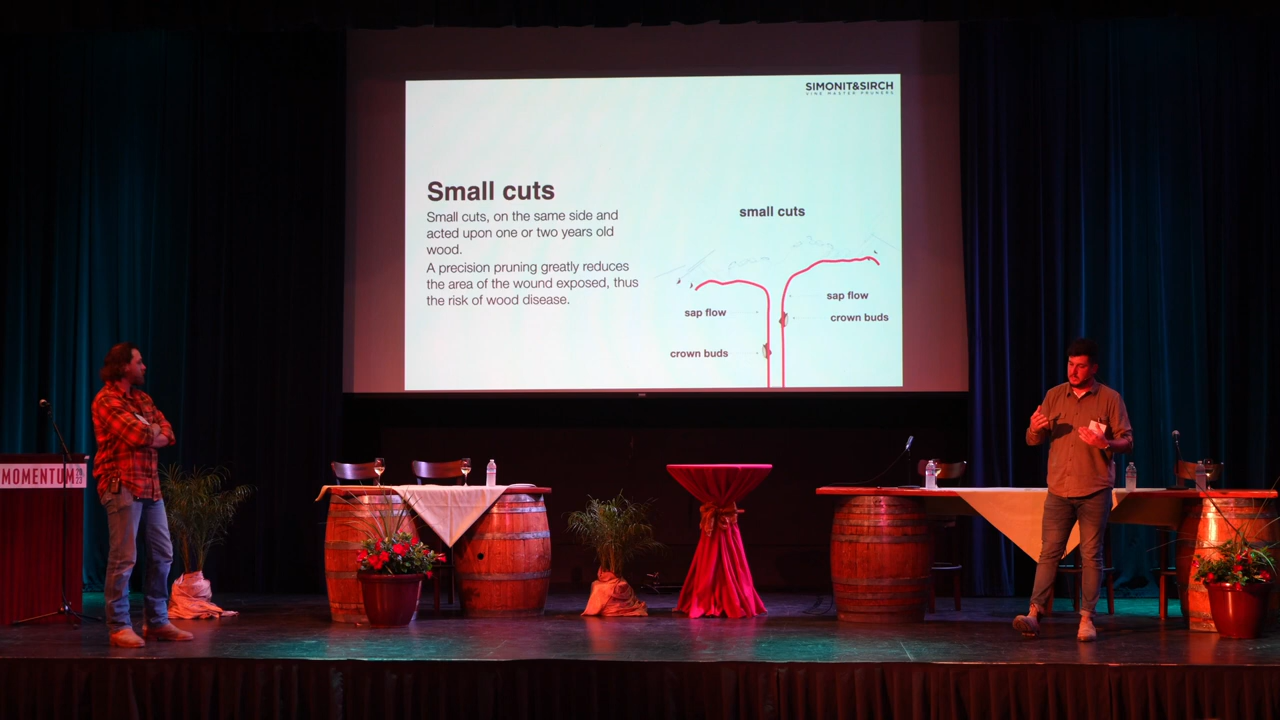 SIMONIT&SIRCH
VINE MASTER PRUNERS
Small cuts
Small cuts, on the same side and
acted upon one or two years old
wood.
A precision pruning greatly reduces
the area of the wound exposed, thus
the risk of wood disease.
small cuts
sap flow
crown buds
sap flow
crown buds
MOMENTUM